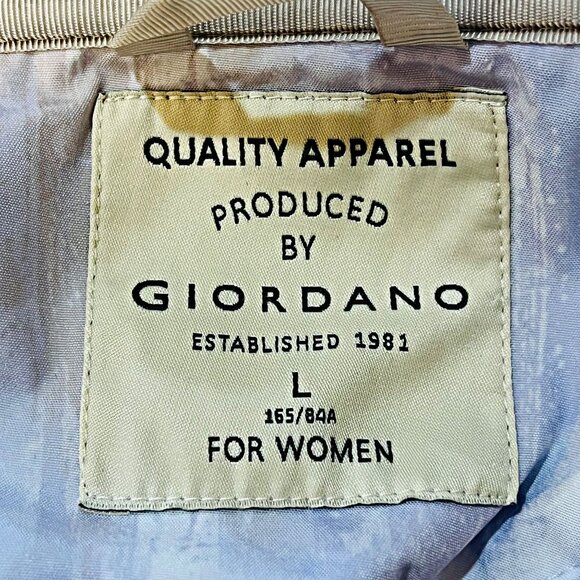 QUALITY APPAREL
PRODUCED
BY
GIORDANO
ESTABLISHED 1981
L
165/84A
FOR WOMEN